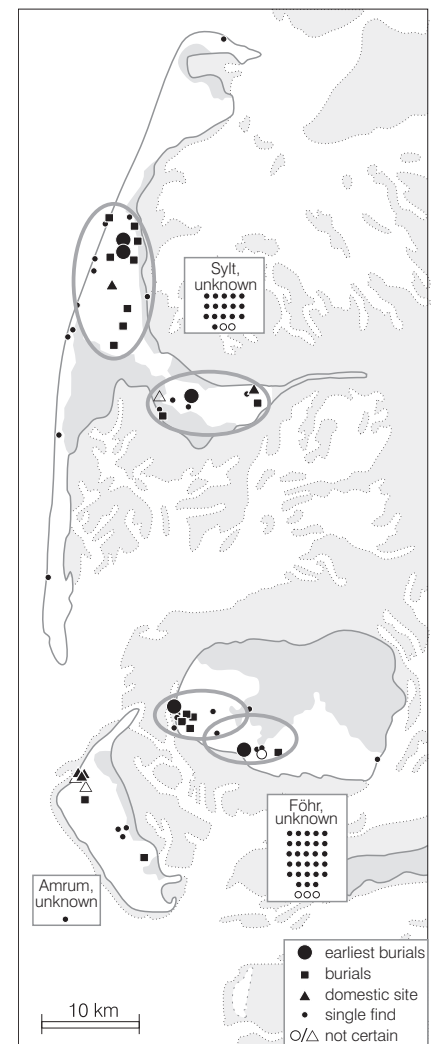 Sylt,
unknown
Föhr,
unknown
Amrum,
unknown
earliest burials
burials
domestic site
single find
not certain
10 km